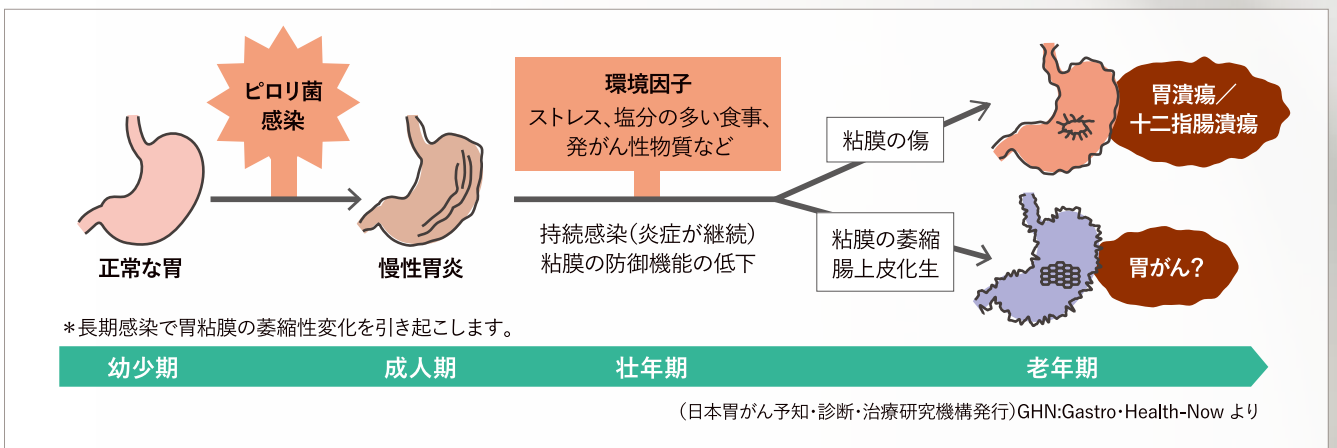 ピロリ菌
感染
環境因子
ストレス、塩分の多い食事、
発がん性物質など
粘膜の傷
胃潰瘍／
十二指腸潰瘍
正常な胃
慢性胃炎
持続感染(炎症が継続)
粘膜の防御機能の低下
粘膜の萎縮
腸上皮化生
胃がん？
＊長期感染で胃粘膜の萎縮性変化を引き起こします。
幼少期 成人期 壮年期 老年期
(日本胃がん予知・診断・治療研究機構発行)GHN:Gastro・Health-Now より